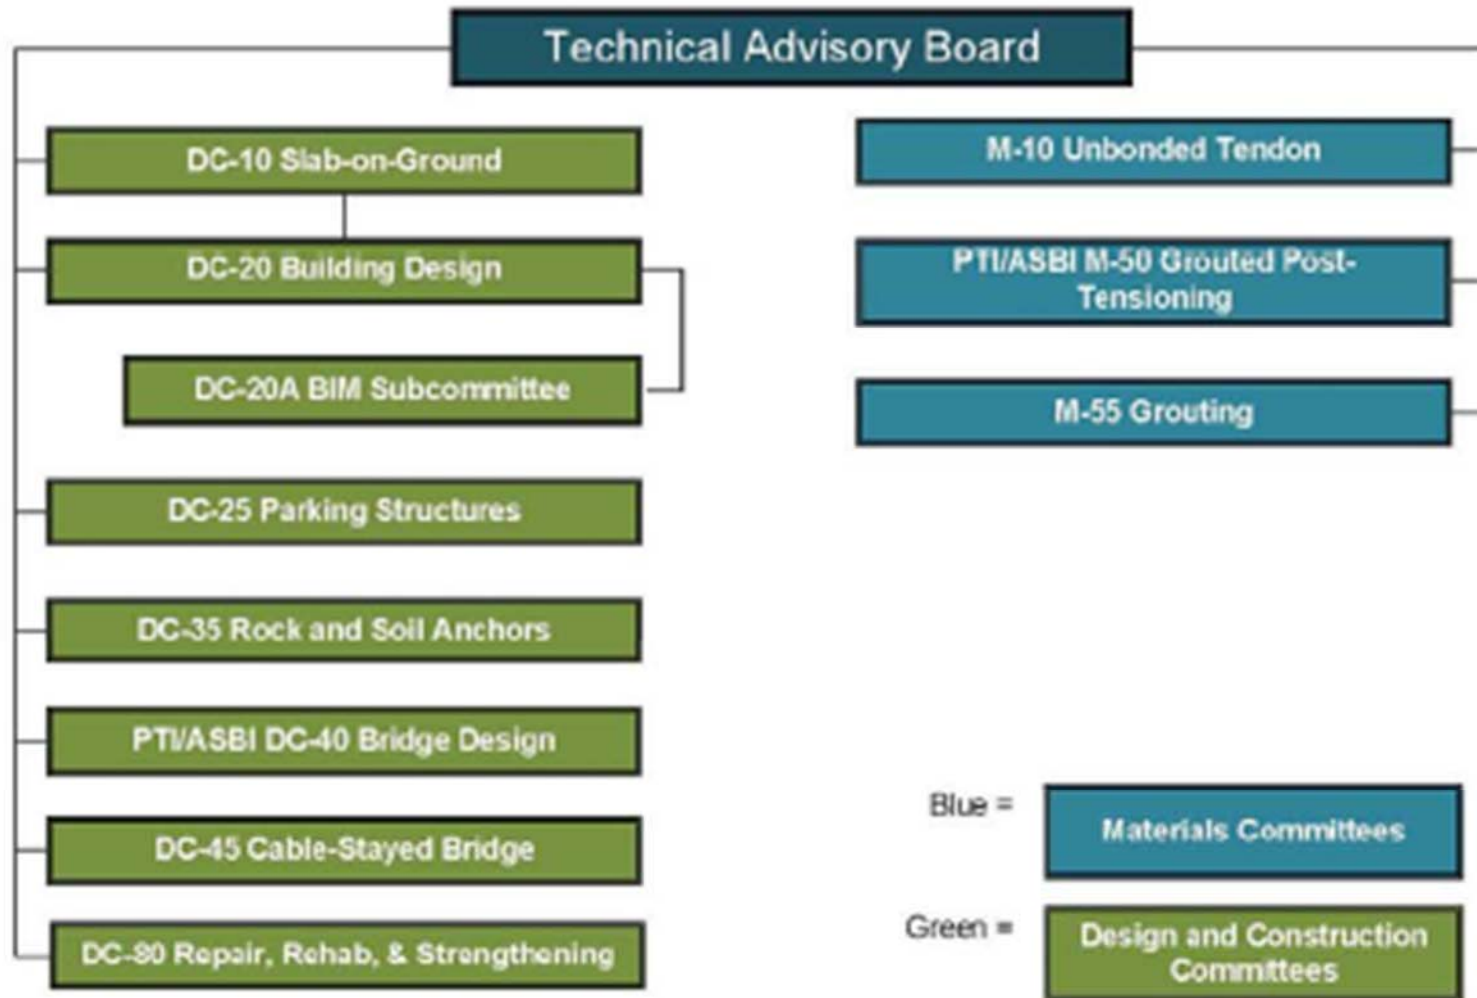 Technical Advisory Board
DC-10 Slab-on-Ground
DC-20 Building Design
DC-20A BIM Subcommittee
DC-25 Parking Structures
DC-35 Rock and Soil Anchors
PTI/ASBI DC-40 Bridge Design
DC-45 Cable-Stayed Bridge
DC-80 Repair, Rehab, & Strengthening
M-10 Unbonded Tendon
PTI/ASBI M-50 Grouted Post-
Tensioning
M-55 Grouting
Blue =
Materials Committees
Green =
Design and Construction
Committees